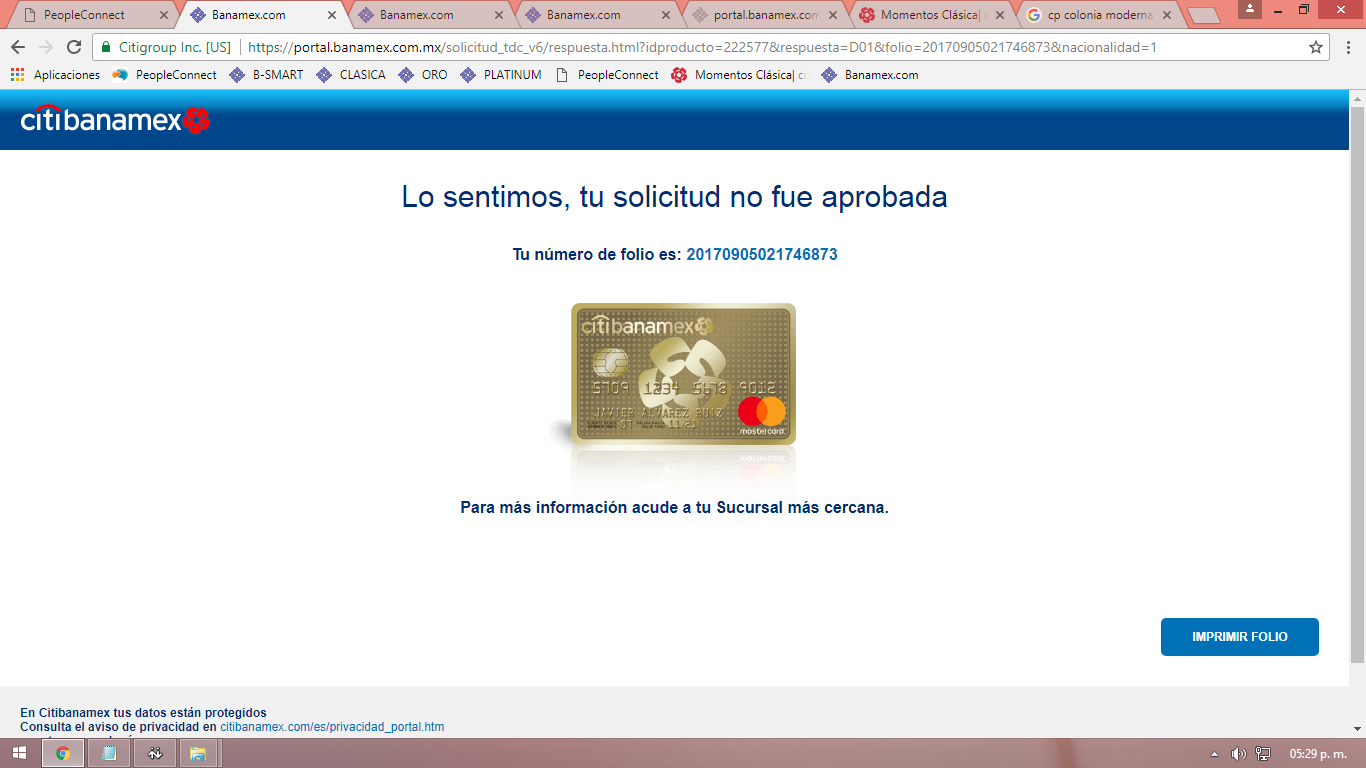 PeopleConnect
Banamex.com
Banamex.com
Banamex.com
portal.banamex.com
Momentos Clásica|
cp colonia moderna
Citigroup Inc. [US]
https://portal.banamex.com.mx/solicitud_tdc_v6/respuesta.html?idproducto=222577&respuesta=D01&folio=20170905021746873&nacionalidad=1
Aplicaciones
PeopleConnect
B-SMART
CLASICA
ORO
PLATINUM
PeopleConnect
Momentos Clásica| ci
Banamex.com
citibanamex
Lo sentimos, tu solicitud no fue aprobada
Tu número de folio es: 20170905021746873
citibanamex
5709 1234 5678 9012
JAVIER ALVAREZ RUIZ
07 11/21
mastercard
Para más información acude a tu Sucursal más cercana.
IMPRIMIR FOLIO
En Citibanamex tus datos están protegidos
Consulta el aviso de privacidad en citibanamex.com/es/privacidad_portal.htm
05:29 p. m.